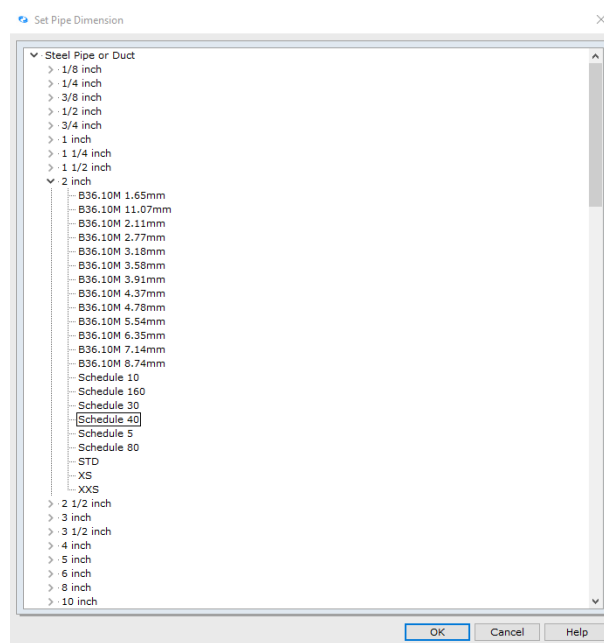 Set Pipe Dimension
Steel Pipe or Duct
1/8 inch
1/4 inch
3/8 inch
1/2 inch
3/4 inch
1 inch
1 1/4 inch
1 1/2 inch
2 inch
B36.10M 1.65mm
B36.10M 11.07mm
B36.10M 2.11mm
B36.10M 2.77mm
B36.10M 3.18mm
B36.10M 3.58mm
B36.10M 3.91mm
B36.10M 4.37mm
B36.10M 4.78mm
B36.10M 5.54mm
B36.10M 6.35mm
B36.10M 7.14mm
B36.10M 8.74mm
Schedule 10
Schedule 160
Schedule 30
Schedule 40
Schedule 5
Schedule 80
STD
XS
XXS
2 1/2 inch
3 inch
3 1/2 inch
4 inch
5 inch
6 inch
8 inch
10 inch
OK Cancel Help